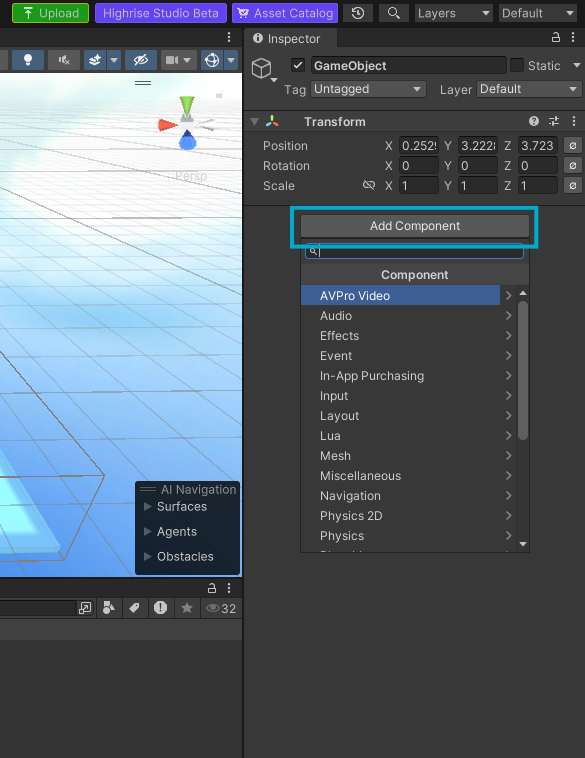 Upload Highrise Studio Beta Asset Catalog Layers Default
Inspector
GameObject Static
Tag Untagged Layer Default
Transform
Position X 0.252 Y 3.222 Z 3.723
Rotation X 0 Y 0 Z 0
Scale X 1 Y 1 Z 1
Persp
Add Component
Component
AVPro Video
Audio
Effects
Event
In-App Purchasing
Input
Layout
Lua
Mesh
Miscellaneous
Navigation
Physics 2D
Physics
AI Navigation
Surfaces
Agents
Obstacles
32